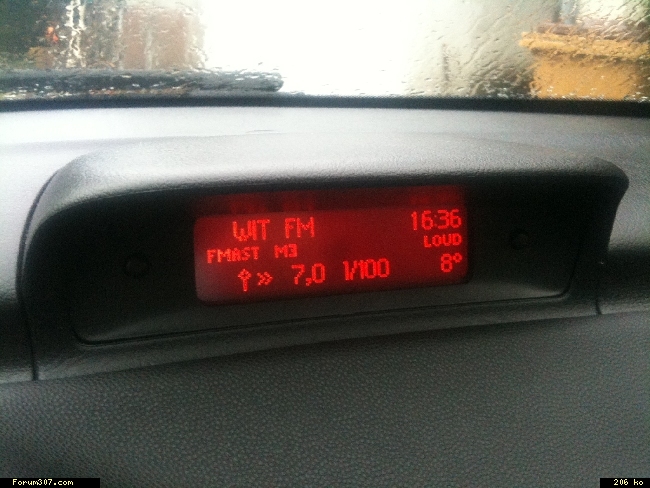 WIT FM 16:36
FMAST M3 LOUD
7,0 l/100 8°
Forum307.com 206 ko